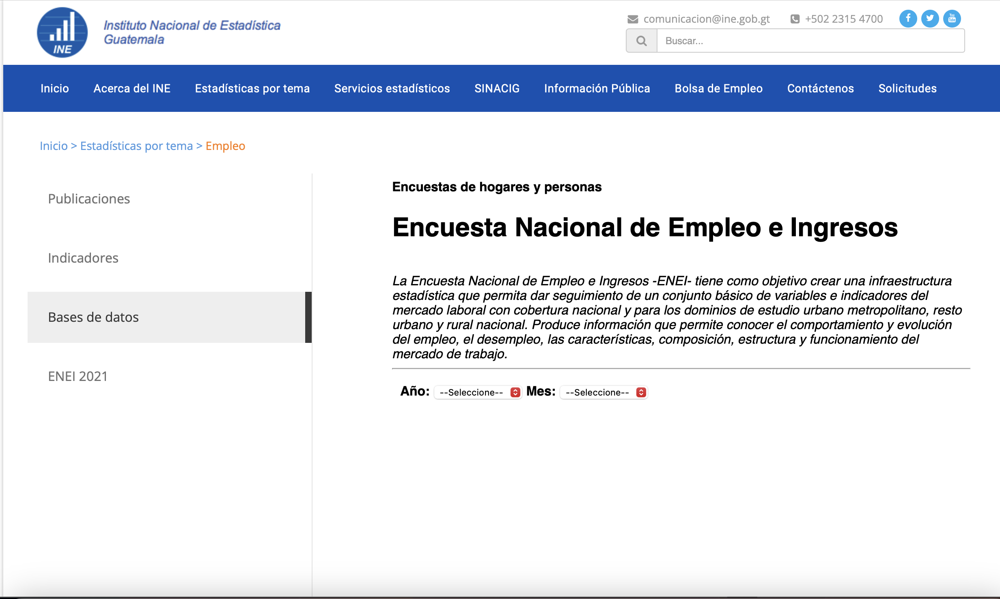 INE
Instituto Nacional de Estadística
Guatemala
comunicacion@ine.gob.gt
+502 2315 4700
You
Tube
Buscar...
Inicio
Acerca del INE
Estadísticas por tema
Servicios estadísticos
SINACIG
Información Pública
Bolsa de Empleo
Contáctenos
Solicitudes
Inicio > Estadísticas por tema > Empleo
Publicaciones
Indicadores
Bases de datos
ENEI 2021
Encuestas de hogares y personas
Encuesta Nacional de Empleo e Ingresos
La Encuesta Nacional de Empleo e Ingresos -ENEI- tiene como objetivo crear una infraestructura
estadística que permita dar seguimiento de un conjunto básico de variables e indicadores del
mercado laboral con cobertura nacional y para los dominios de estudio urbano metropolitano, resto
urbano y rural nacional. Produce información que permite conocer el comportamiento y evolución
del empleo, el desempleo, las características, composición, estructura y funcionamiento del
mercado de trabajo.
Año: --Seleccione-- Mes: --Seleccione--